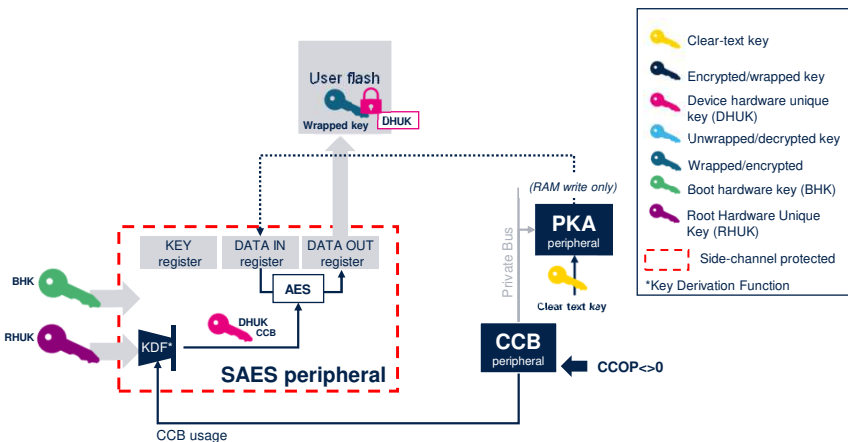 User flash
Wrapped key
DHUK
(RAM write only)
PKA
peripheral
Private Bus
Clear text key
KEY
register
DATA IN
register
DATA OUT
register
AES
BHK
DHUK
CCB
RHUK
KDF*
SAES peripheral
CCB
peripheral
CCOP<>0
CCB usage
Clear-text key
Encrypted/wrapped key
Device hardware unique
key (DHUK)
Unwrapped/decrypted key
Wrapped/encrypted
Boot hardware key (BHK)
Root Hardware Unique
Key (RHUK)
Side-channel protected
*Key Derivation Function